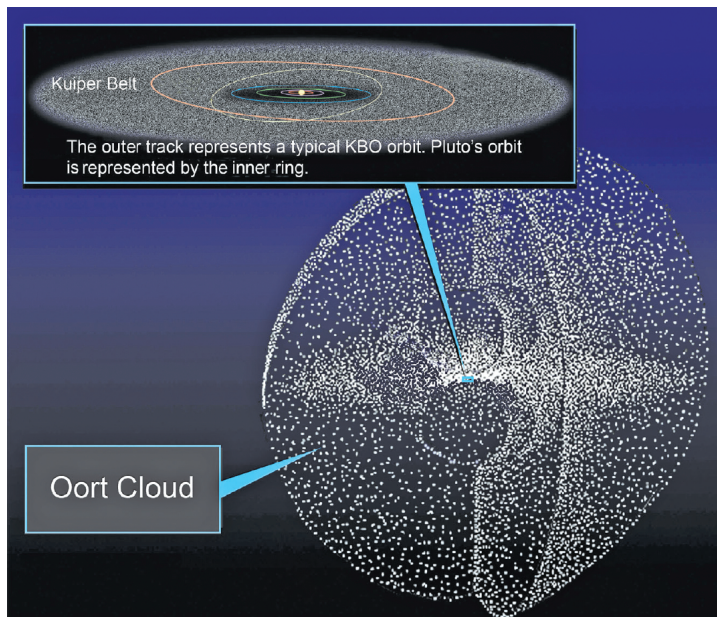 Kuiper Belt
The outer track represents a typical KBO orbit. Pluto's orbit
is represented by the inner ring.
Oort Cloud